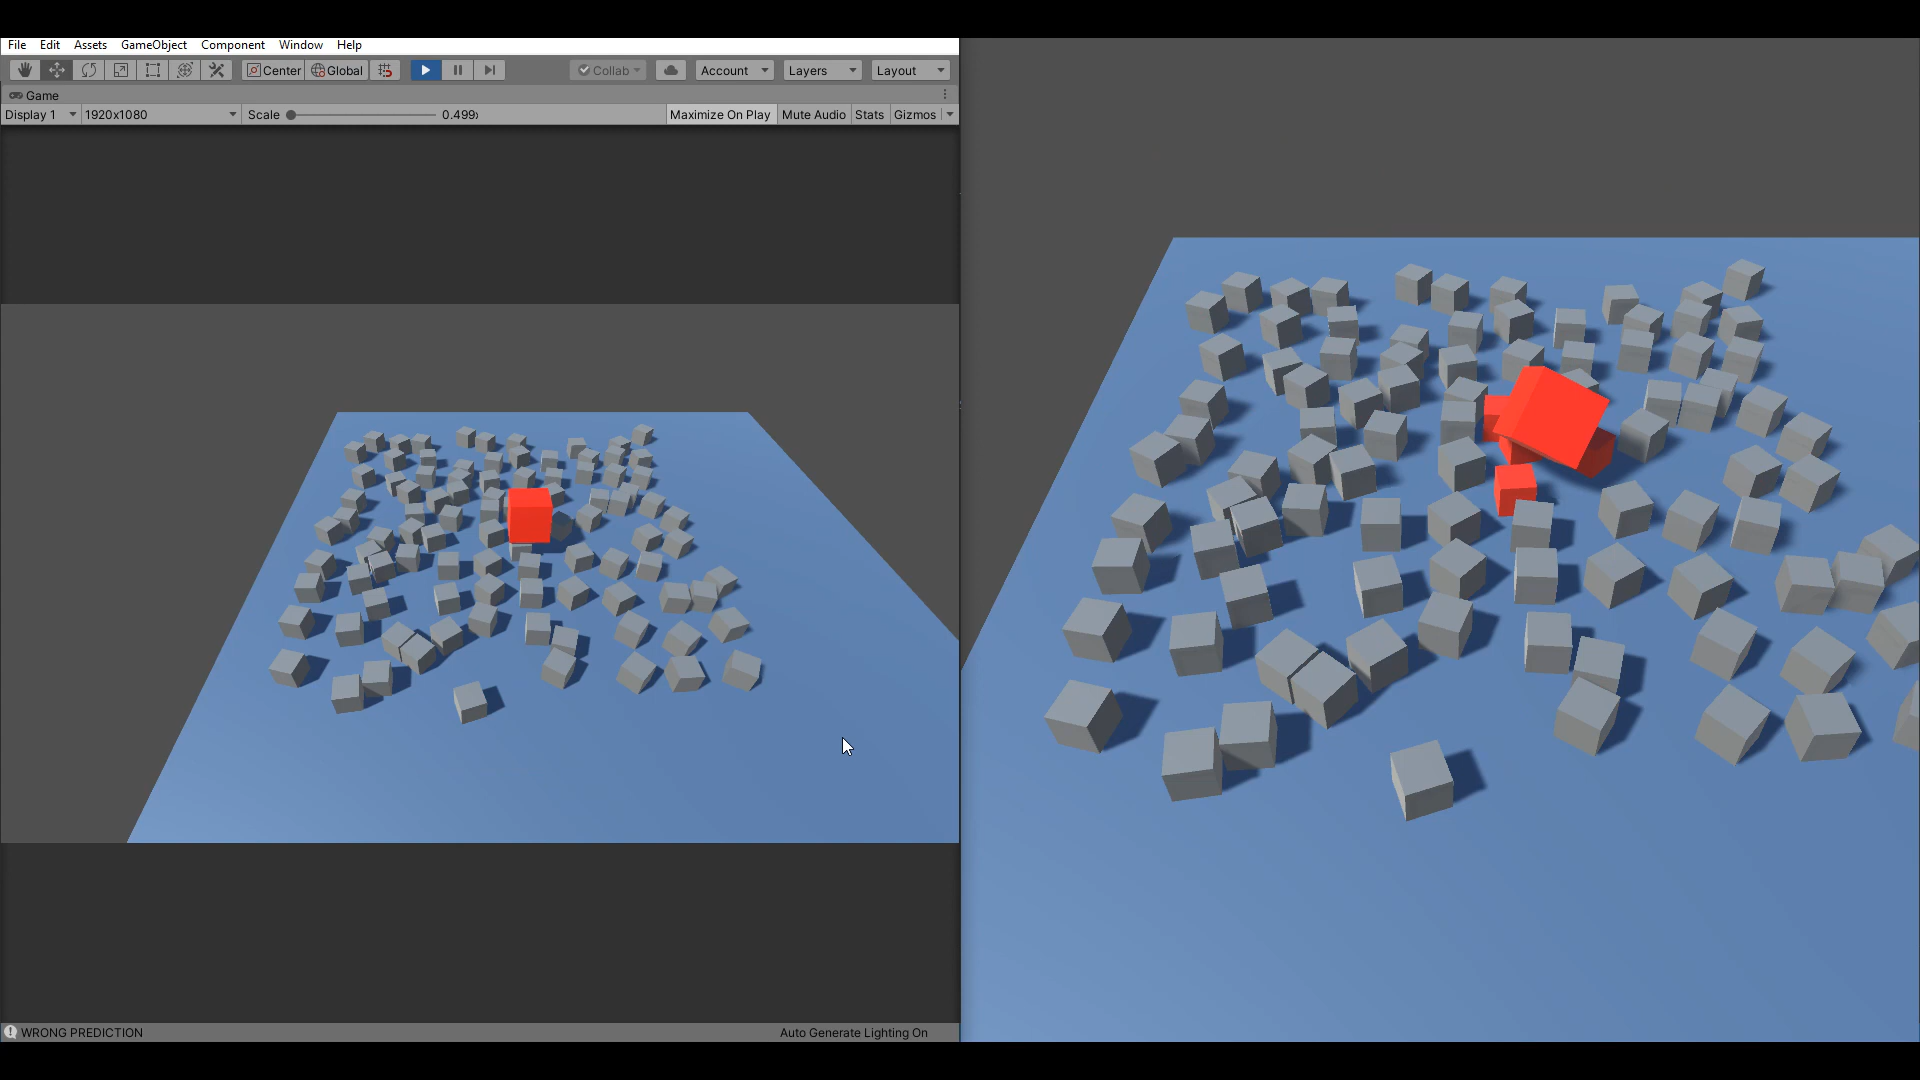 File Edit Assets GameObject Component Window Help
Center Global Collab Account Layers Layout
Game
Display 1 1920x1080 Scale 0.499x Maximize On Play Mute Audio Stats Gizmos
WRONG PREDICTION Auto Generate Lighting On